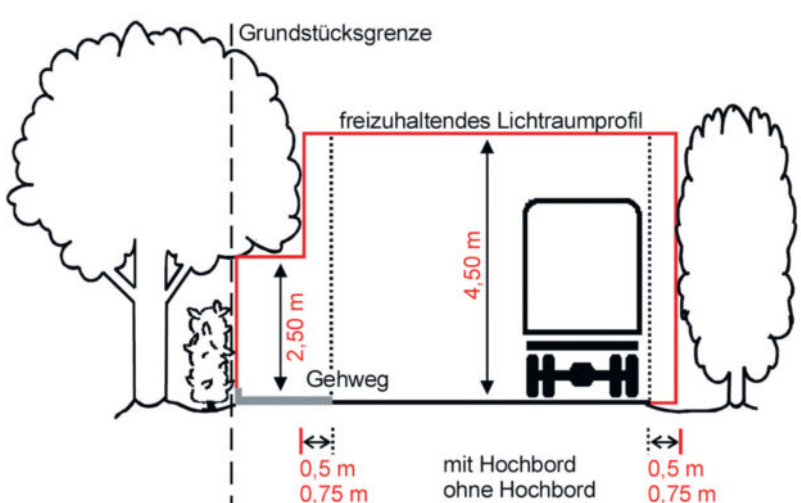 Grundstücksgrenze
freizuhaltendes Lichtraumprofil
4,50 m
2,50 m
Gehweg
0,5 m mit Hochbord 0,5 m
0,75 m ohne Hochbord 0,75 m